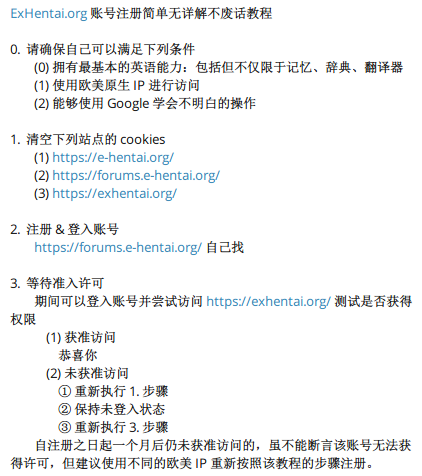 ExHentai.org 账号注册简单无详解不废话教程
0. 请确保自己可以满足下列条件
(0) 拥有最基本的英语能力：包括但不仅限于记忆、辞典、翻译器
(1) 使用欧美原生 IP 进行访问
(2) 能够使用 Google 学会不明白的操作
1. 清空下列站点的 cookies
(1) https://e-hentai.org/
(2) https://forums.e-hentai.org/
(3) https://exhentai.org/
2. 注册 & 登入账号
https://forums.e-hentai.org/ 自己找
3. 等待准入许可
期间可以登入账号并尝试访问 https://exhentai.org/ 测试是否获得
权限
(1) 获准访问
恭喜你
(2) 未获准访问
① 重新执行 1. 步骤
② 保持未登入状态
③ 重新执行 3. 步骤
自注册之日起一个月后仍未获准访问的，虽不能断言该账号无法获
得许可，但建议使用不同的欧美 IP 重新按照该教程的步骤注册。